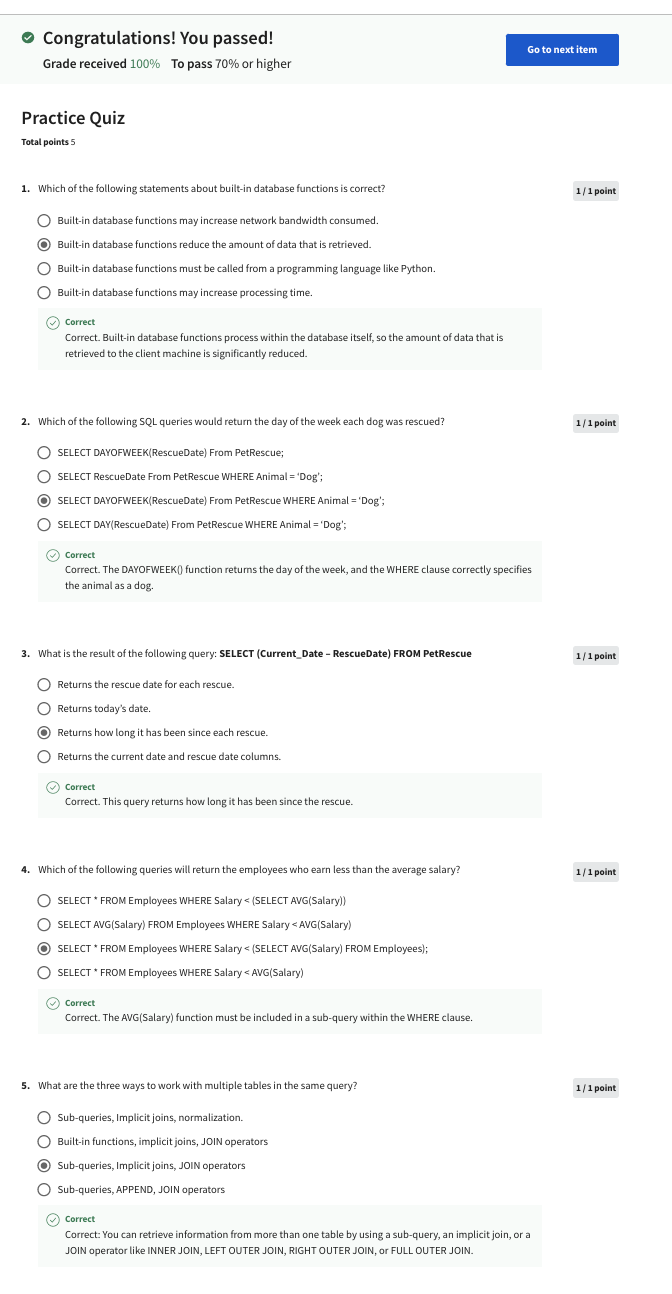 Congratulations! You passed!
Grade received 100% To pass 70% or higher
Go to next item
Practice Quiz
Total points 5
1. Which of the following statements about built-in database functions is correct?
1 / 1 point
Built-in database functions may increase network bandwidth consumed.
Built-in database functions reduce the amount of data that is retrieved.
Built-in database functions must be called from a programming language like Python.
Built-in database functions may increase processing time.
Correct
Correct. Built-in database functions process within the database itself, so the amount of data that is
retrieved to the client machine is significantly reduced.
2. Which of the following SQL queries would return the day of the week each dog was rescued?
1 / 1 point
SELECT DAYOFWEEK(RescueDate) From PetRescue;
SELECT RescueDate From PetRescue WHERE Animal = ‘Dog’;
SELECT DAYOFWEEK(RescueDate) From PetRescue WHERE Animal = ‘Dog’;
SELECT DAY(RescueDate) From PetRescue WHERE Animal = ‘Dog’;
Correct
Correct. The DAYOFWEEK() function returns the day of the week, and the WHERE clause correctly specifies
the animal as a dog.
3. What is the result of the following query: SELECT (Current_Date – RescueDate) FROM PetRescue
1 / 1 point
Returns the rescue date for each rescue.
Returns today’s date.
Returns how long it has been since each rescue.
Returns the current date and rescue date columns.
Correct
Correct. This query returns how long it has been since the rescue.
4. Which of the following queries will return the employees who earn less than the average salary?
1 / 1 point
SELECT * FROM Employees WHERE Salary < (SELECT AVG(Salary))
SELECT AVG(Salary) FROM Employees WHERE Salary < AVG(Salary)
SELECT * FROM Employees WHERE Salary < (SELECT AVG(Salary) FROM Employees);
SELECT * FROM Employees WHERE Salary < AVG(Salary)
Correct
Correct. The AVG(Salary) function must be included in a sub-query within the WHERE clause.
5. What are the three ways to work with multiple tables in the same query?
1 / 1 point
Sub-queries, Implicit joins, normalization.
Built-in functions, implicit joins, JOIN operators
Sub-queries, Implicit joins, JOIN operators
Sub-queries, APPEND, JOIN operators
Correct
Correct: You can retrieve information from more than one table by using a sub-query, an implicit join, or a
JOIN operator like INNER JOIN, LEFT OUTER JOIN, RIGHT OUTER JOIN, or FULL OUTER JOIN.